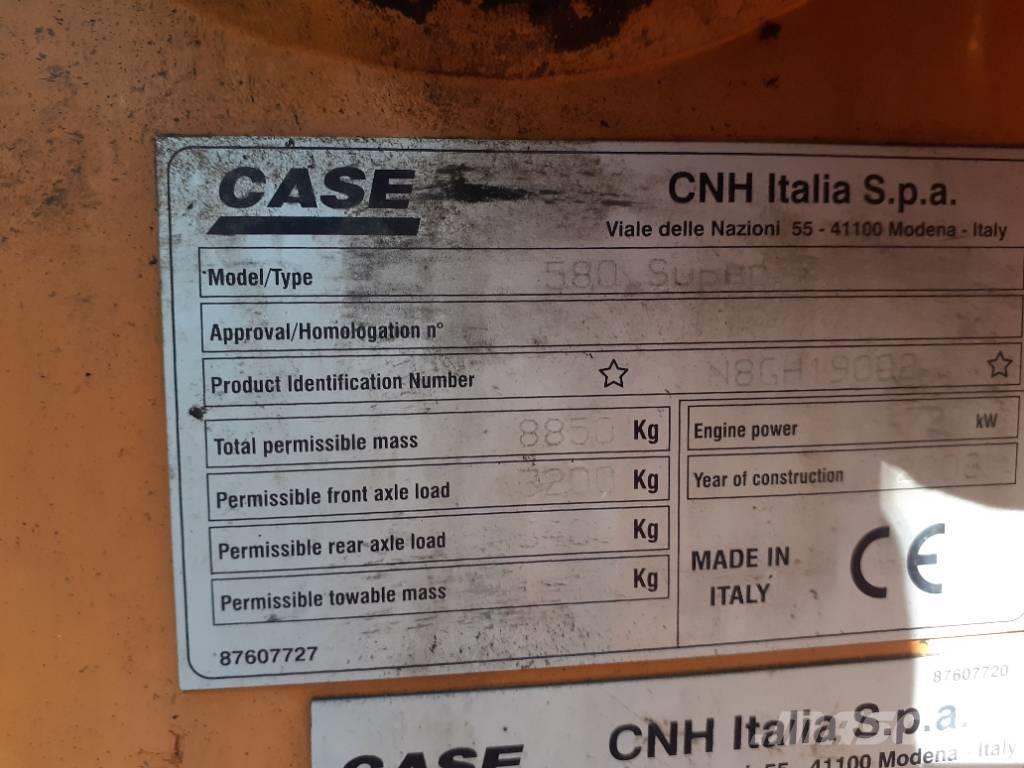 CASE
CNH Italia S.p.a.
Viale delle Nazioni 55 - 41100 Modena - Italy
Model/Type 580 Super
Approval/Homologation n°
Product Identification Number ☆ N8GH19002 ☆
Total permissible mass 8850 Kg
Engine power kW
Permissible front axle load 3200 Kg
Year of construction
Permissible rear axle load Kg
Permissible towable mass Kg
MADE IN
ITALY
CE
87607727
87607720
CASE
CNH Italia S.p.a.
55 - 41100 Modena - Italy